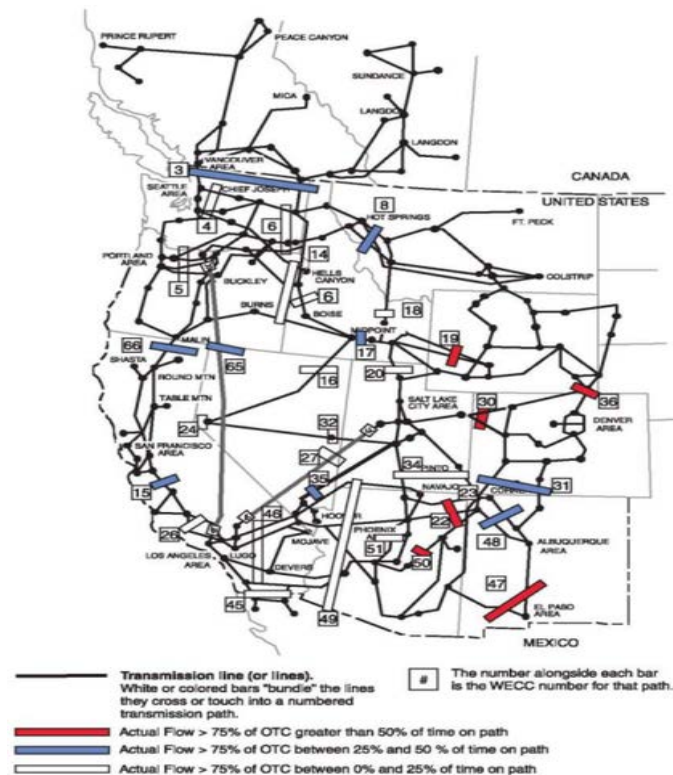 PRINCE RUPERT
PEACE CANYON
SUNDANCE
MICA
LANGDON
LANGDON
3
VANCOUVER
AREA
CANADA
SEATTLE
AREA
CHIEF JOSEPH
UNITED STATES
4
6
8
HOT SPRINGS
FT. PECK
PORTLAND
AREA
14
HELLS
CANYON
5
BUCKLEY
6
COLSTRIP
BURNS
BOISE
18
MIDPOINT
66
MALIN
65
17
19
SHASTA
ROUND MTN
16
20
TABLE MTN
SALT LAKE
CITY AREA
30
36
24
32
DENVER
AREA
SAN FRANCISCO
AREA
27
34
PINTO
15
35
NAVAJO
23
31
26
46
HOOVER
22
48
MOJAVE
PHOENIX
51
ALBUQUERQUE
AREA
LOS ANGELES
AREA
LUGO
DEVERS
50
47
45
49
EL PASO
AREA
MEXICO
Transmission line (or lines).
White or colored bars "bundle" the lines
they cross or touch into a numbered
transmission path.
#
The number alongside each bar
is the WECC number for that path.
Actual Flow > 75% of OTC greater than 50% of time on path
Actual Flow > 75% of OTC between 25% and 50 % of time on path
Actual Flow > 75% of OTC between 0% and 25% of time on path